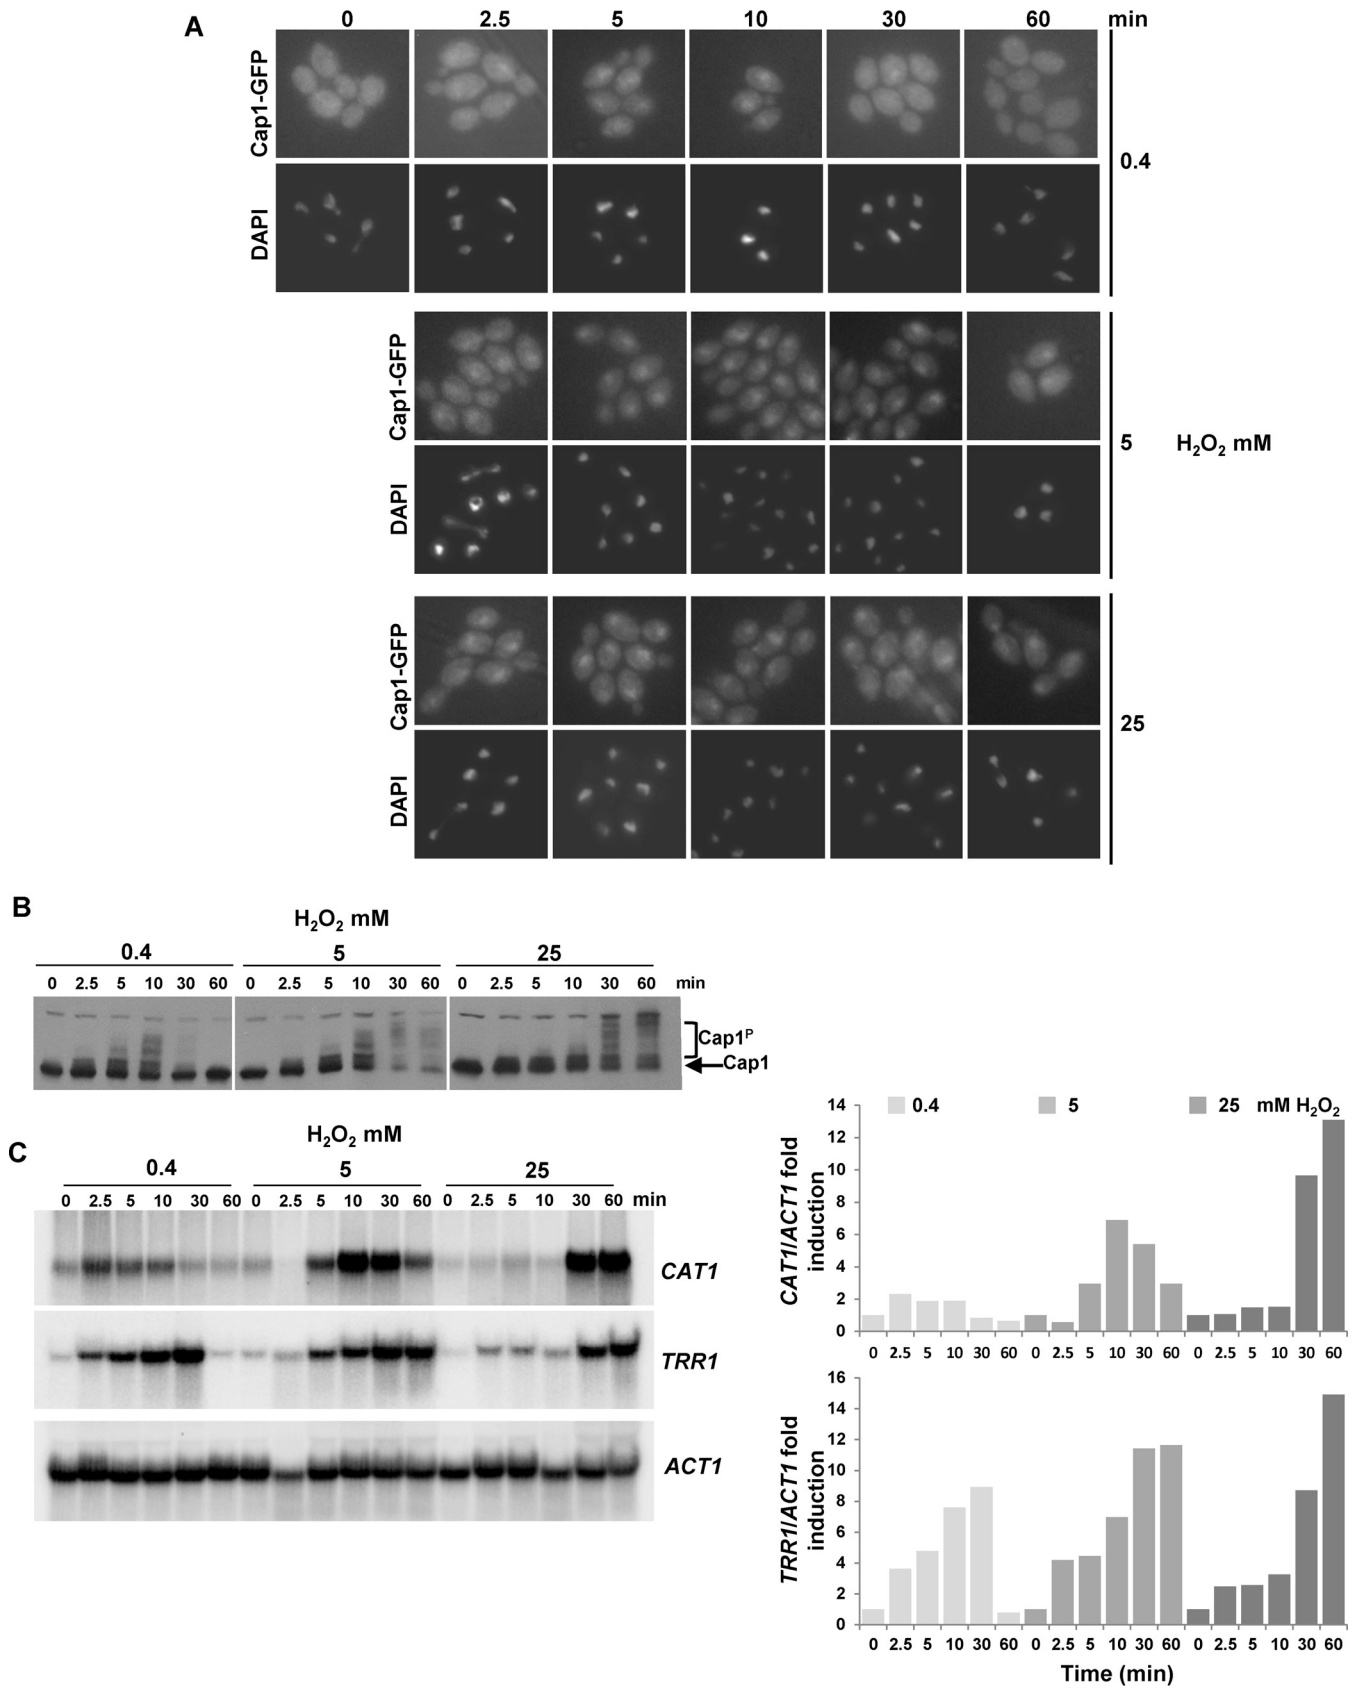 A
0 2.5 5 10 30 60 min
Cap1-GFP
DAPI
0.4
Cap1-GFP
DAPI
5
H₂O₂ mM
Cap1-GFP
DAPI
25
B
H₂O₂ mM
0.4 5 25
0 2.5 5 10 30 60 0 2.5 5 10 30 60 0 2.5 5 10 30 60 min
Cap1ᴾ
Cap1
C
H₂O₂ mM
0.4 5 25
0 2.5 5 10 30 60 0 2.5 5 10 30 60 0 2.5 5 10 30 60 min
CAT1
TRR1
ACT1
0.4 5 25 mM H₂O₂
CAT1/ACT1 fold
induction
14
12
10
8
6
4
2
0
0 2.5 5 10 30 60 0 2.5 5 10 30 60 0 2.5 5 10 30 60
TRR1/ACT1 fold
induction
16
14
12
10
8
6
4
2
0
0 2.5 5 10 30 60 0 2.5 5 10 30 60 0 2.5 5 10 30 60
Time (min)